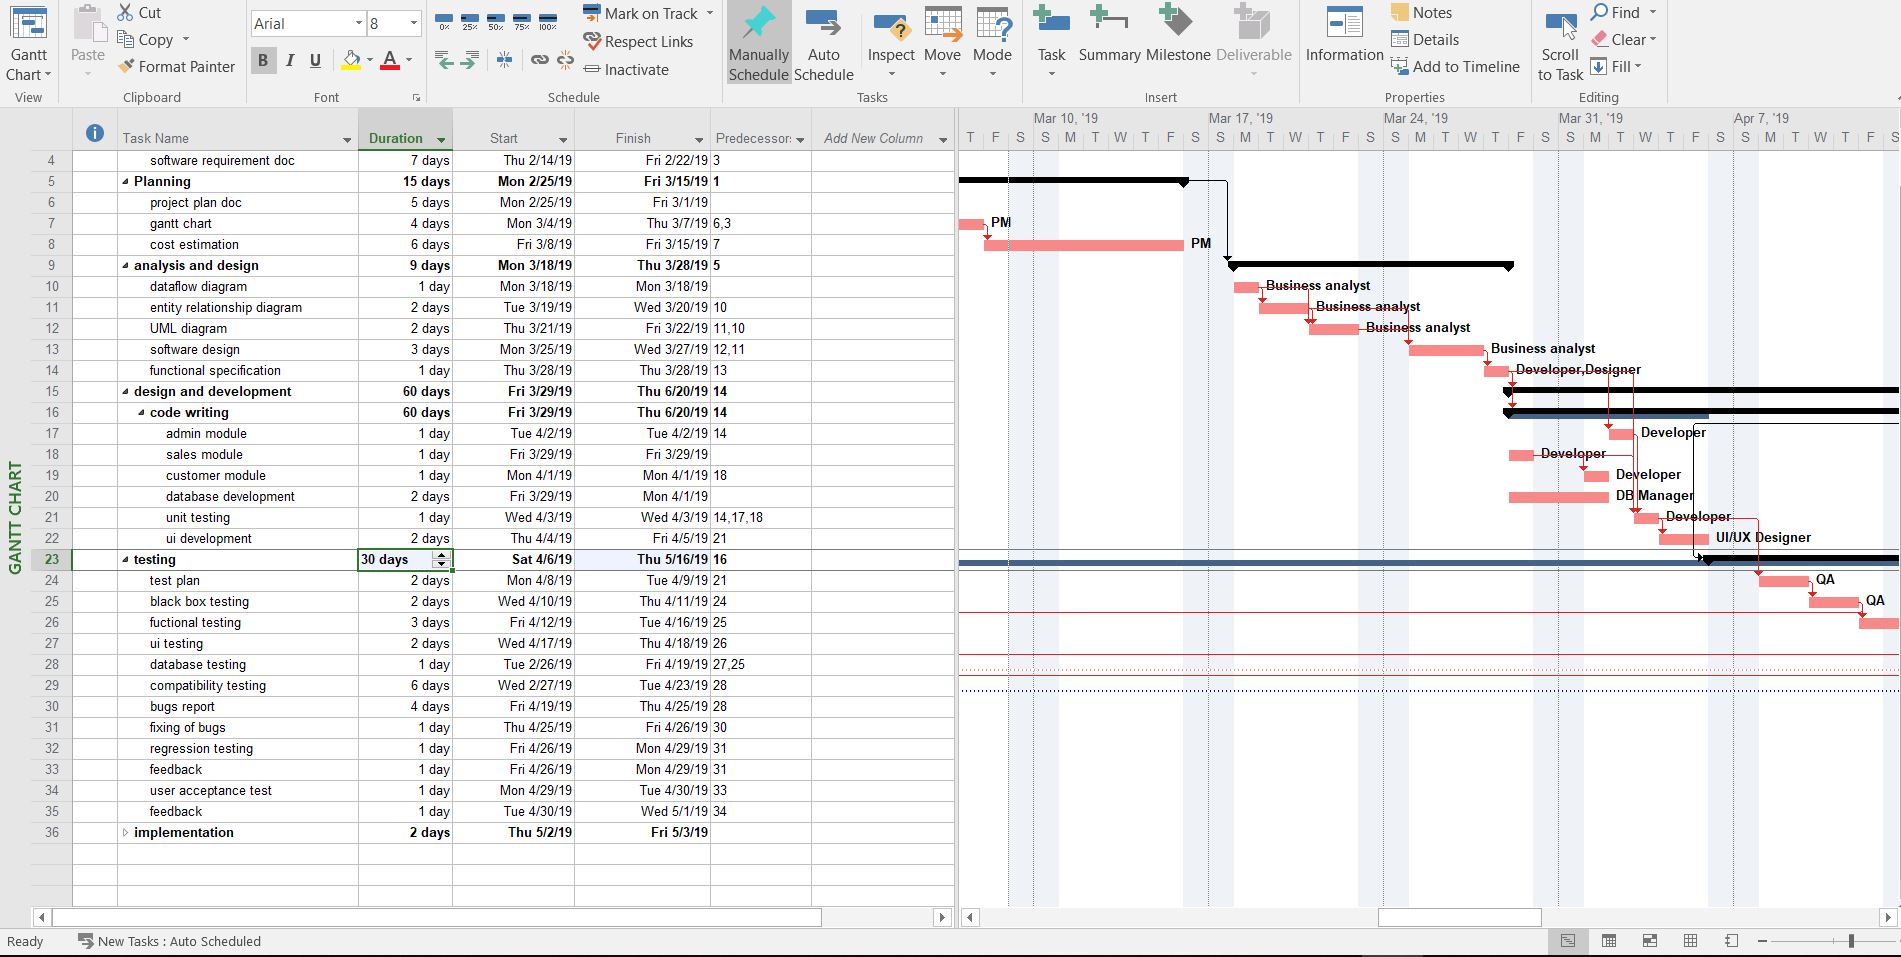 Gantt Chart
View
Paste
Cut
Copy
Format Painter
Clipboard
Arial 8
B I U A
Font
0% 25% 50% 75% 100%
Mark on Track
Respect Links
Inactivate
Schedule
Manually Schedule
Auto Schedule
Inspect
Move
Mode
Tasks
Task
Summary
Milestone
Deliverable
Insert
Information
Notes
Details
Add to Timeline
Properties
Scroll to Task
Find
Clear
Fill
Editing
GANTT CHART
Task Name Duration Start Finish Predecessors Add New Column
4 software requirement doc 7 days Thu 2/14/19 Fri 2/22/19 3
5 Planning 15 days Mon 2/25/19 Fri 3/15/19 1
6 project plan doc 5 days Mon 2/25/19 Fri 3/1/19
7 gantt chart 4 days Mon 3/4/19 Thu 3/7/19 6,3
8 cost estimation 6 days Fri 3/8/19 Fri 3/15/19 7
9 analysis and design 9 days Mon 3/18/19 Thu 3/28/19 5
10 dataflow diagram 1 day Mon 3/18/19 Mon 3/18/19
11 entity relationship diagram 2 days Tue 3/19/19 Wed 3/20/19 10
12 UML diagram 2 days Thu 3/21/19 Fri 3/22/19 11,10
13 software design 3 days Mon 3/25/19 Wed 3/27/19 12,11
14 functional specification 1 day Thu 3/28/19 Thu 3/28/19 13
15 design and development 60 days Fri 3/29/19 Thu 6/20/19 14
16 code writing 60 days Fri 3/29/19 Thu 6/20/19 14
17 admin module 1 day Tue 4/2/19 Tue 4/2/19 14
18 sales module 1 day Fri 3/29/19 Fri 3/29/19
19 customer module 1 day Mon 4/1/19 Mon 4/1/19 18
20 database development 2 days Fri 3/29/19 Mon 4/1/19
21 unit testing 1 day Wed 4/3/19 Wed 4/3/19 14,17,18
22 ui development 2 days Thu 4/4/19 Fri 4/5/19 21
23 testing 30 days Sat 4/6/19 Thu 5/16/19 16
24 test plan 2 days Mon 4/8/19 Tue 4/9/19 21
25 black box testing 2 days Wed 4/10/19 Thu 4/11/19 24
26 fuctional testing 3 days Fri 4/12/19 Tue 4/16/19 25
27 ui testing 2 days Wed 4/17/19 Thu 4/18/19 26
28 database testing 1 day Tue 2/26/19 Fri 4/19/19 27,25
29 compatibility testing 6 days Wed 2/27/19 Tue 4/23/19 28
30 bugs report 4 days Fri 4/19/19 Thu 4/25/19 28
31 fixing of bugs 1 day Thu 4/25/19 Fri 4/26/19 30
32 regression testing 1 day Fri 4/26/19 Mon 4/29/19 31
33 feedback 1 day Fri 4/26/19 Mon 4/29/19 31
34 user acceptance test 1 day Mon 4/29/19 Tue 4/30/19 33
35 feedback 1 day Tue 4/30/19 Wed 5/1/19 34
36 implementation 2 days Thu 5/2/19 Fri 5/3/19
Mar 10, '19 Mar 17, '19 Mar 24, '19 Mar 31, '19 Apr 7, '19
T F S S M T W T F S S M T W T F S S M T W T F S S M T W T F S S M T W T F S
PM
PM
Business analyst
Business analyst
Business analyst
Business analyst
Developer,Designer
Developer
Developer
Developer
DB Manager
Developer
UI/UX Designer
QA
QA
Ready New Tasks : Auto Scheduled